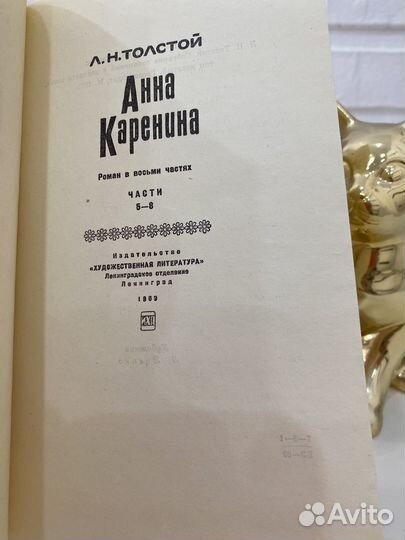 Л.Н.ТОЛСТОЙ
Анна
Каренина
Роман в восьми частях
ЧАСТИ
5—8
Издательство
«ХУДОЖЕСТВЕННАЯ ЛИТЕРАТУРА»
Ленинградское отделение
Ленинград
1969
Avito